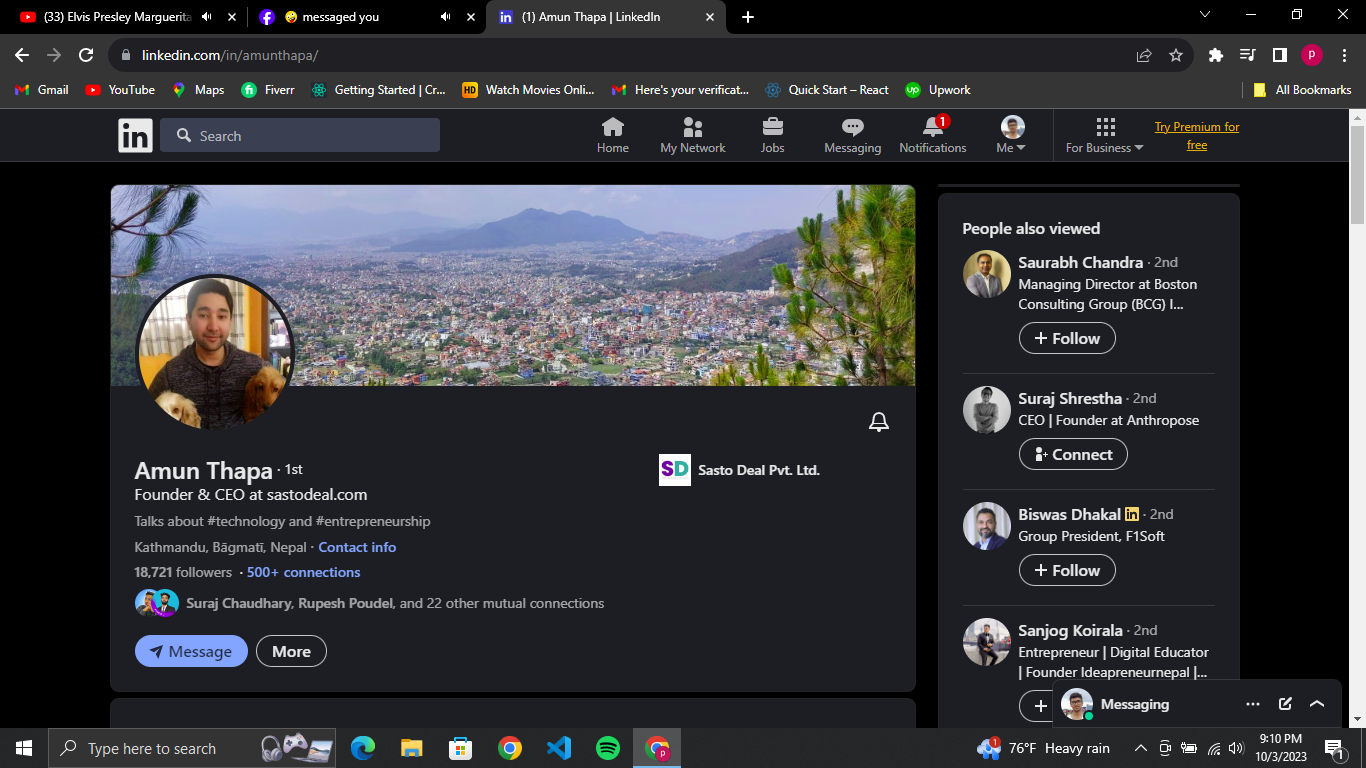 (33) Elvis Presley Marguerita
messaged you
(1) Amun Thapa | LinkedIn
linkedin.com/in/amunthapa/
p
Gmail
YouTube
Maps
fi Fiverr
Getting Started | Cr...
HD Watch Movies Onli...
Here's your verificat...
Quick Start – React
up Upwork
All Bookmarks
in
Search
Home
My Network
Jobs
Messaging
1
Notifications
Me
For Business
Try Premium for
free
Amun Thapa · 1st
Founder & CEO at sastodeal.com
Talks about #technology and #entrepreneurship
Kathmandu, Bāgmatī, Nepal · Contact info
18,721 followers · 500+ connections
Suraj Chaudhary, Rupesh Poudel, and 22 other mutual connections
Message
More
SD Sasto Deal Pvt. Ltd.
People also viewed
Saurabh Chandra · 2nd
Managing Director at Boston
Consulting Group (BCG) I...
+ Follow
Suraj Shrestha · 2nd
CEO | Founder at Anthropose
Connect
Biswas Dhakal in · 2nd
Group President, F1Soft
+ Follow
Sanjog Koirala · 2nd
Entrepreneur | Digital Educator
| Founder Ideapreneurnepal |...
+
Messaging
Type here to search
p
1
76°F Heavy rain
9:10 PM
10/3/2023
1